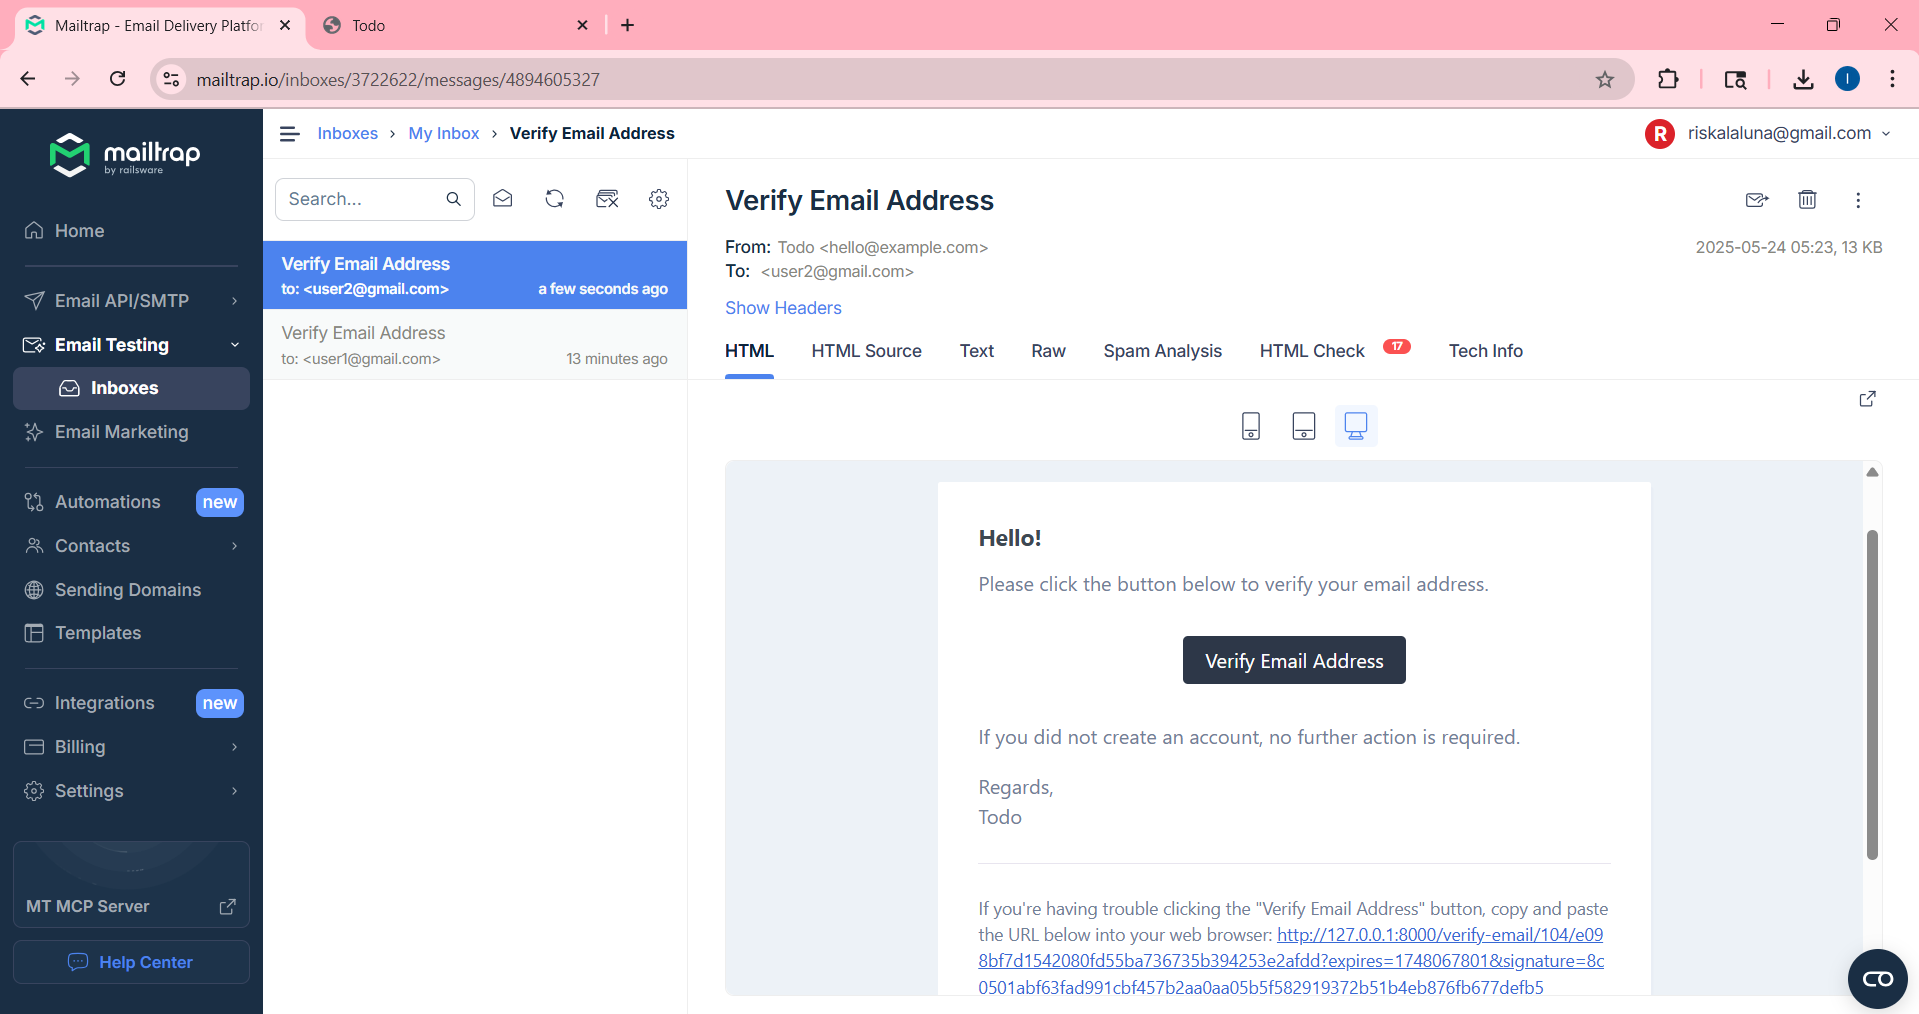 Mailtrap - Email Delivery Platfor
Todo
mailtrap.io/inboxes/3722622/messages/4894605327
I
mailtrap
by railsware
Home
Email API/SMTP
Email Testing
Inboxes
Email Marketing
Automations new
Contacts
Sending Domains
Templates
Integrations new
Billing
Settings
MT MCP Server
Help Center
Inboxes › My Inbox › Verify Email Address
R riskalaluna@gmail.com
Search...
Verify Email Address
to: <user2@gmail.com> a few seconds ago
Verify Email Address
to: <user1@gmail.com> 13 minutes ago
Verify Email Address
From: Todo <hello@example.com>
2025-05-24 05:23, 13 KB
To: <user2@gmail.com>
Show Headers
HTML HTML Source Text Raw Spam Analysis HTML Check 17 Tech Info
Hello!
Please click the button below to verify your email address.
Verify Email Address
If you did not create an account, no further action is required.
Regards,
Todo
If you're having trouble clicking the "Verify Email Address" button, copy and paste
the URL below into your web browser: http://127.0.0.1:8000/verify-email/104/e09
8bf7d1542080fd55ba736735b394253e2afdd?expires=1748067801&signature=8c
0501abf63fad991cbf457b2aa0aa05b5f582919372b51b4eb876fb677defb5